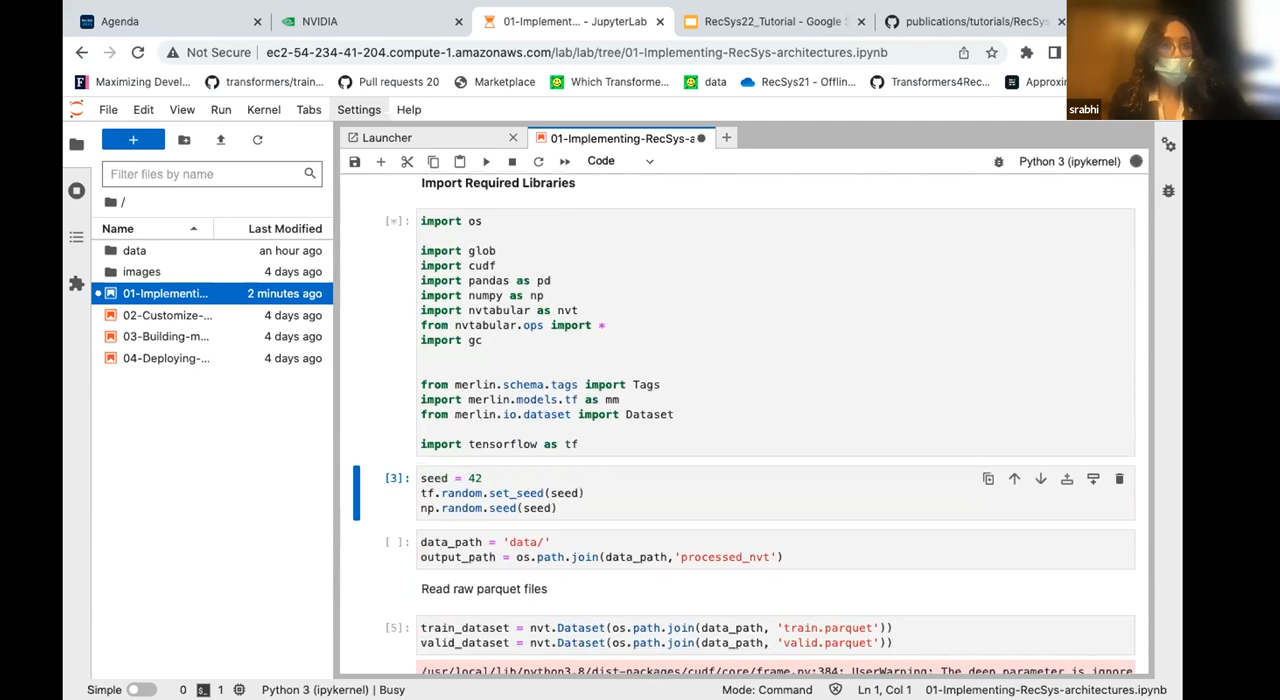 Agenda
NVIDIA
01-Implement... - JupyterLab
RecSys22_Tutorial - Google S
publications/tutorials/RecSys
Not Secure
ec2-54-234-41-204.compute-1.amazonaws.com/lab/lab/tree/01-Implementing-RecSys-architectures.ipynb
Maximizing Devel...
transformers/train...
Pull requests 20
Marketplace
Which Transforme...
data
RecSys21 - Offlin...
Transformers4Rec...
Approxi
srabhi
File Edit View Run Kernel Tabs Settings Help
Launcher
01-Implementing-RecSys-a
Code
Python 3 (ipykernel)
Filter files by name
/
Name
Last Modified
data an hour ago
images 4 days ago
01-Implementi... 2 minutes ago
02-Customize-... 4 days ago
03-Building-m... 4 days ago
04-Deploying-... 4 days ago
Import Required Libraries
[*]: import os
import glob
import cudf
import pandas as pd
import numpy as np
import nvtabular as nvt
from nvtabular.ops import *
import gc
from merlin.schema.tags import Tags
import merlin.models.tf as mm
from merlin.io.dataset import Dataset
import tensorflow as tf
[3]: seed = 42
tf.random.set_seed(seed)
np.random.seed(seed)
[ ]: data_path = 'data/'
output_path = os.path.join(data_path,'processed_nvt')
Read raw parquet files
[5]: train_dataset = nvt.Dataset(os.path.join(data_path, 'train.parquet'))
valid_dataset = nvt.Dataset(os.path.join(data_path, 'valid.parquet'))
/usr/local/lib/python3.8/dist-packages/cudf/core/frame.py:384: UserWarning: The deep parameter is ignore
Simple
0
1
Python 3 (ipykernel) | Busy
Mode: Command
Ln 1, Col 1
01-Implementing-RecSys-architectures.ipynb